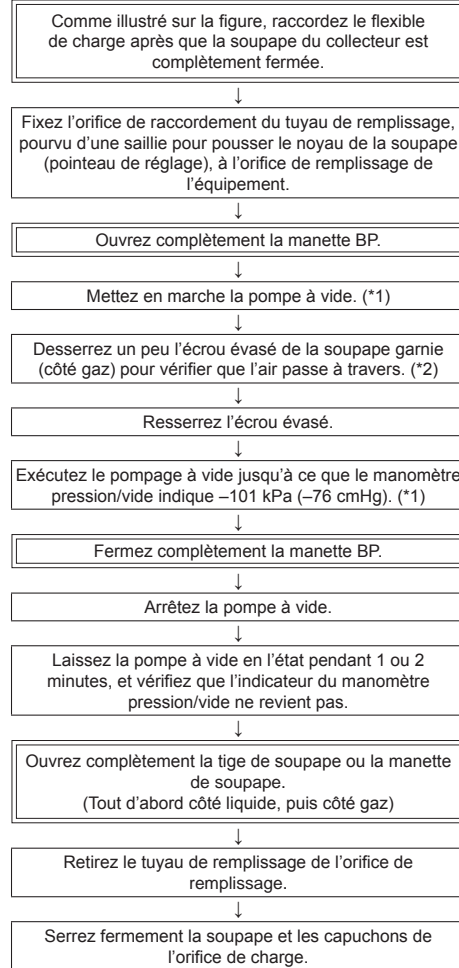 Comme illustré sur la figure, raccordez le flexible
de charge après que la soupape du collecteur est
complètement fermée.
↓
Fixez l’orifice de raccordement du tuyau de remplissage,
pourvu d’une saillie pour pousser le noyau de la soupape
(pointeau de réglage), à l’orifice de remplissage de
l’équipement.
↓
Ouvrez complètement la manette BP.
↓
Mettez en marche la pompe à vide. (*1)
↓
Desserrez un peu l’écrou évasé de la soupape garnie
(côté gaz) pour vérifier que l’air passe à travers. (*2)
↓
Resserrez l’écrou évasé.
↓
Exécutez le pompage à vide jusqu’à ce que le manomètre
pression/vide indique –101 kPa (–76 cmHg). (*1)
↓
Fermez complètement la manette BP.
↓
Arrêtez la pompe à vide.
↓
Laissez la pompe à vide en l’état pendant 1 ou 2
minutes, et vérifiez que l’indicateur du manomètre
pression/vide ne revient pas.
↓
Ouvrez complètement la tige de soupape ou la manette
de soupape.
(Tout d’abord côté liquide, puis côté gaz)
↓
Retirez le tuyau de remplissage de l’orifice de
remplissage.
↓
Serrez fermement la soupape et les capuchons de
l’orifice de charge.